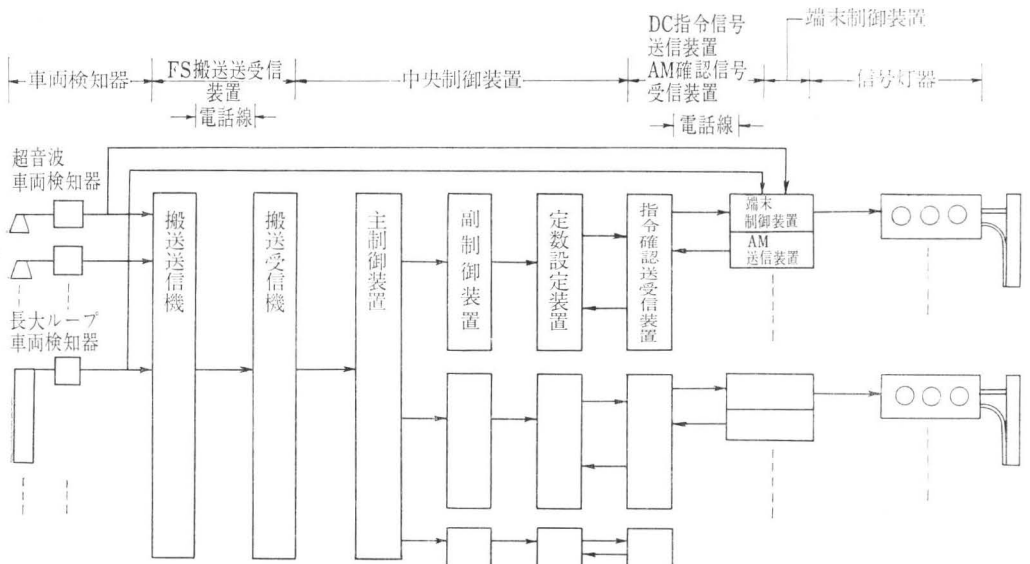 DC指令信号
送信装置
AM確認信号
受信装置
端末制御装置
車両検知器
FS搬送送受信
装置
中央制御装置
信号灯器
電話線
電話線
超音波
車両検知器
長大ループ
車両検知器
搬送送信機
搬送受信機
主制御装置
副制御装置
定数設定装置
指令確認送受信装置
端末
制御装置
AM
送信装置